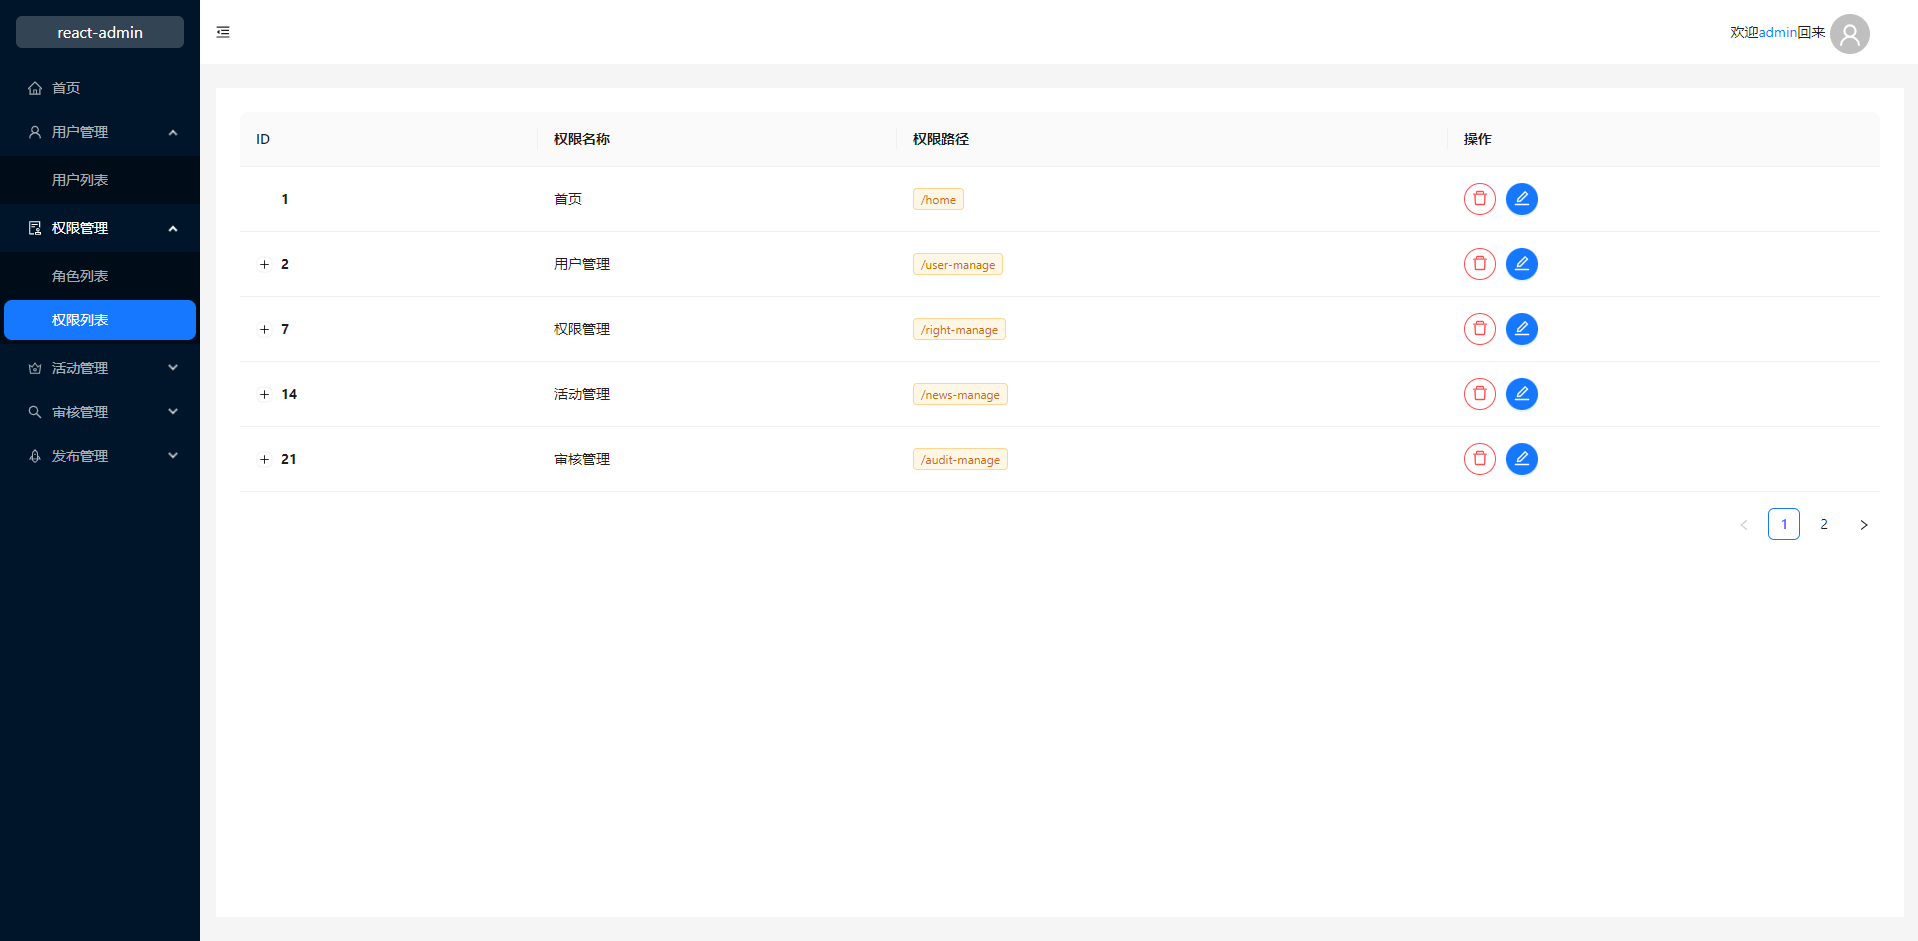 react-admin
首页
用户管理
用户列表
权限管理
角色列表
权限列表
活动管理
审核管理
发布管理
欢迎admin回来
ID 权限名称 权限路径 操作
1 首页 /home
2 用户管理 /user-manage
7 权限管理 /right-manage
14 活动管理 /news-manage
21 审核管理 /audit-manage
1 2